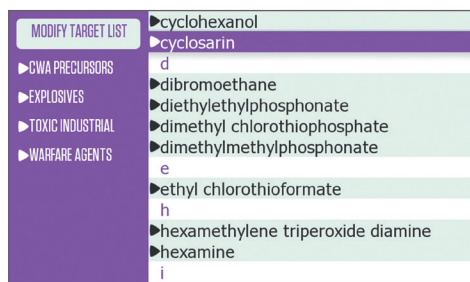 MODIFY TARGET LIST
▶CWA PRECURSORS
▶EXPLOSIVES
▶TOXIC INDUSTRIAL
▶WARFARE AGENTS
▶cyclohexanol
▶cyclosarin
d
▶dibromoethane
▶diethylethylphosphonate
▶dimethyl chlorothiophosphate
▶dimethylmethylphosphonate
e
▶ethyl chlorothioformate
h
▶hexamethylene triperoxide diamine
▶hexamine
i